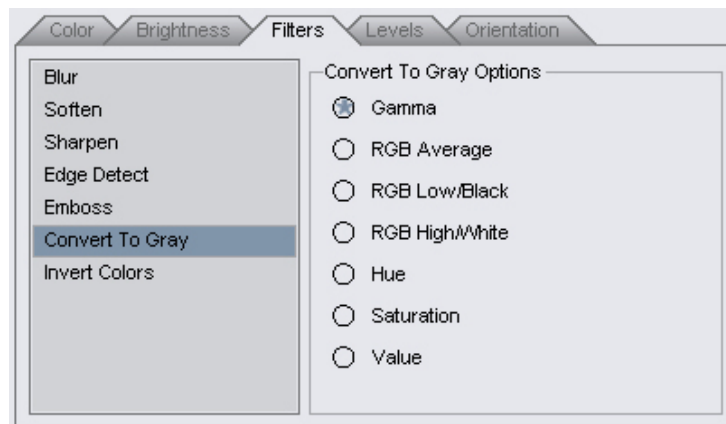 Color Brightness Filters Levels Orientation
Blur
Soften
Sharpen
Edge Detect
Emboss
Convert To Gray
Invert Colors
Convert To Gray Options
Gamma
RGB Average
RGB Low/Black
RGB High/White
Hue
Saturation
Value